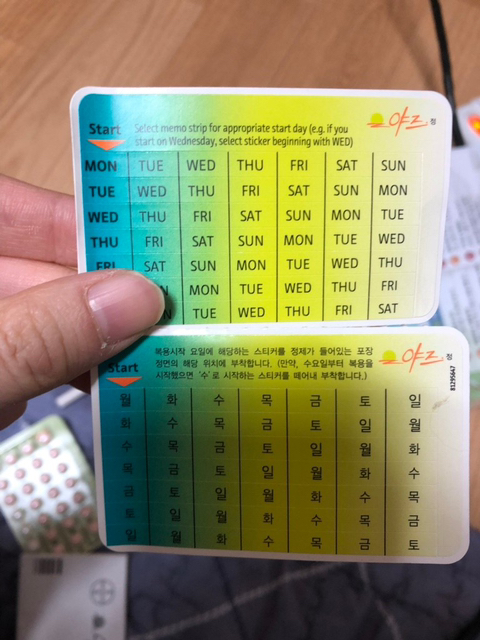 Start
Select memo strip for appropriate start day (e.g. if you
start on Wednesday, select sticker beginning with WED)
야즈 정
MON TUE WED THU FRI SAT SUN
TUE WED THU FRI SAT SUN MON
WED THU FRI SAT SUN MON TUE
THU FRI SAT SUN MON TUE WED
FRI SAT SUN MON TUE WED THU
MON TUE WED THU FRI
TUE WED THU FRI SAT
Start
복용시작 요일에 해당하는 스티커를 정제가 들어있는 포장
정면의 해당 위치에 부착합니다. (만약, 수요일부터 복용을
시작했으면 '수'로 시작하는 스티커를 떼어내 부착합니다.)
야즈 정
81295647
월 화 수 목 금 토 일
화 수 목 금 토 일 월
수 목 금 토 일 월 화
목 금 토 일 월 화 수
금 토 일 월 화 수 목
토 일 월 화 수 목 금
일 월 화 수 목 금 토